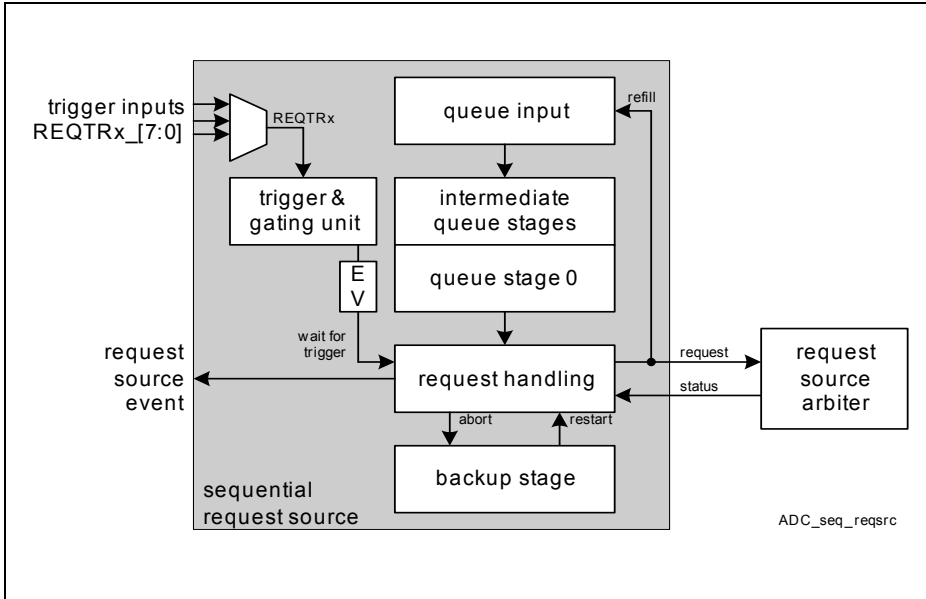 trigger inputs
REQTRx_[7:0]
REQTRx
queue input
refill
trigger &
gating unit
intermediate
queue stages
queue stage 0
E
V
wait for
trigger
request
source
event
request handling
request
status
request
source
arbiter
abort
restart
backup stage
sequential
request source
ADC_seq_reqsrc